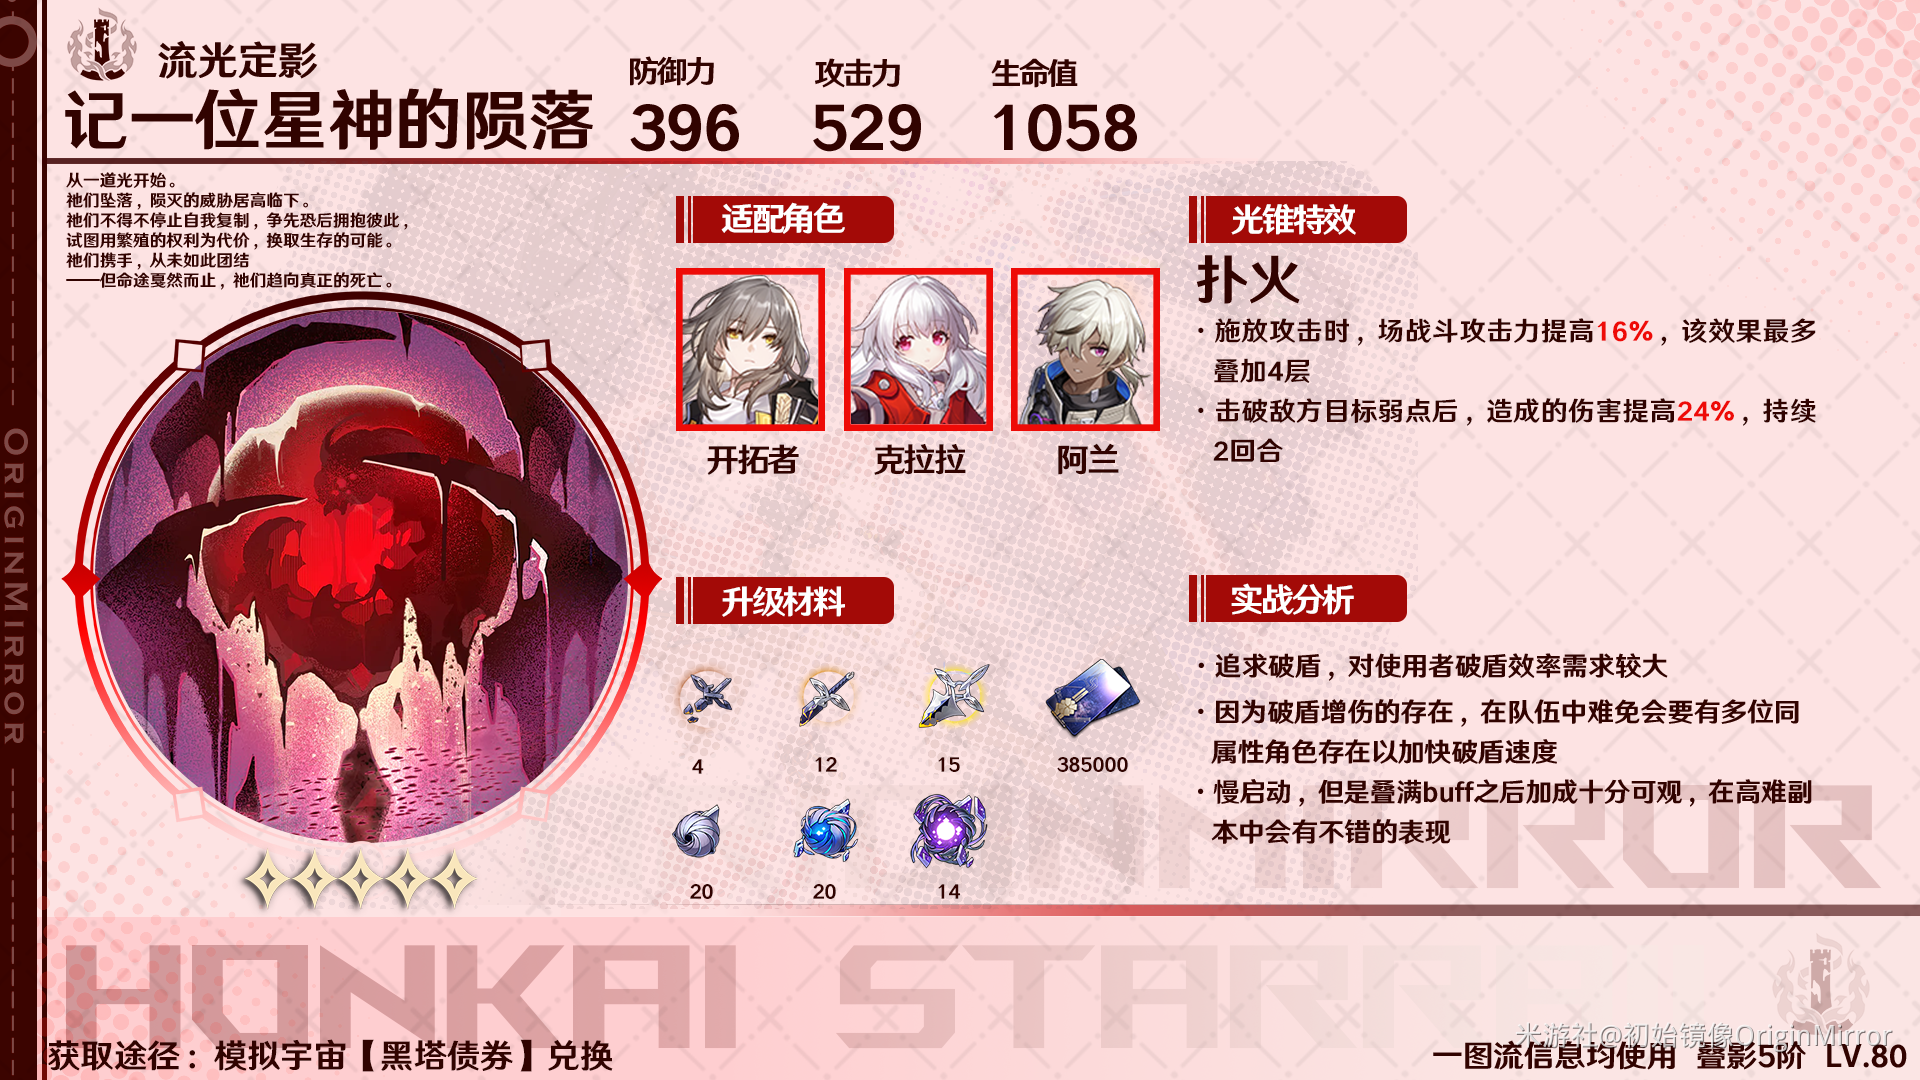 流光定影
记一位星神的陨落
防御力
396
攻击力
529
生命值
1058
从一道光开始。
祂们坠落，陨灭的威胁居高临下。
祂们不得不停止自我复制，争先恐后拥抱彼此，
试图用繁殖的权利为代价，换取生存的可能。
祂们携手，从未如此团结
——但命途戛然而止，祂们趋向真正的死亡。
ORIGINMIRROR
适配角色
开拓者
克拉拉
阿兰
升级材料
4
12
15
385000
20
20
14
光锥特效
扑火
· 施放攻击时，场战斗攻击力提高16%，该效果最多
叠加4层
· 击破敌方目标弱点后，造成的伤害提高24%，持续
2回合
实战分析
· 追求破盾，对使用者破盾效率需求较大
· 因为破盾增伤的存在，在队伍中难免会要有多位同
属性角色存在以加快破盾速度
· 慢启动，但是叠满buff之后加成十分可观，在高难副
本中会有不错的表现
MIRROR
HONKAI STARRAIL
获取途径：模拟宇宙【黑塔债券】兑换
米游社@初始镜像OriginMirror
一图流信息均使用 叠影5阶 LV.80